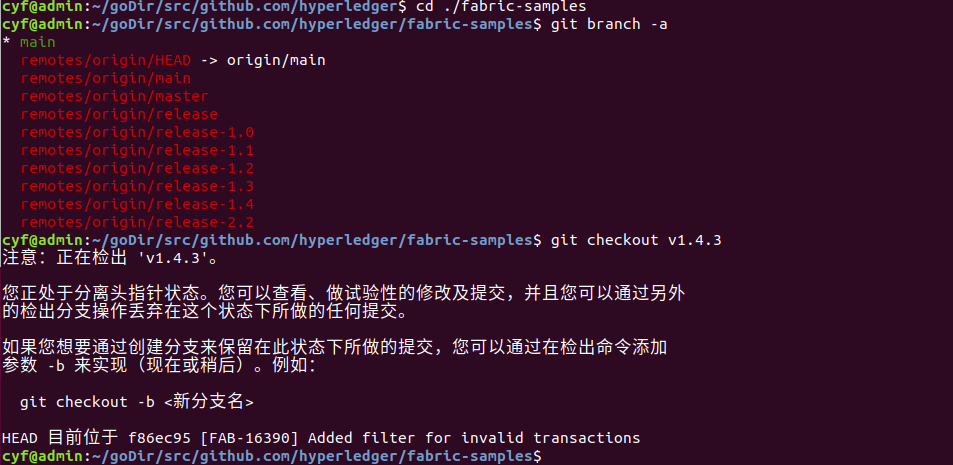 cyf@admin:~/goDir/src/github.com/hyperledger$ cd ./fabric-samples
cyf@admin:~/goDir/src/github.com/hyperledger/fabric-samples$ git branch -a
* main
  remotes/origin/HEAD -> origin/main
  remotes/origin/main
  remotes/origin/master
  remotes/origin/release
  remotes/origin/release-1.0
  remotes/origin/release-1.1
  remotes/origin/release-1.2
  remotes/origin/release-1.3
  remotes/origin/release-1.4
  remotes/origin/release-2.2
cyf@admin:~/goDir/src/github.com/hyperledger/fabric-samples$ git checkout v1.4.3
注意：正在检出 'v1.4.3'。
您正处于分离头指针状态。您可以查看、做试验性的修改及提交，并且您可以通过另外
的检出分支操作丢弃在这个状态下所做的任何提交。
如果您想要通过创建分支来保留在此状态下所做的提交，您可以通过在检出命令添加
参数 -b 来实现（现在或稍后）。例如：
  git checkout -b <新分支名>
HEAD 目前位于 f86ec95 [FAB-16390] Added filter for invalid transactions
cyf@admin:~/goDir/src/github.com/hyperledger/fabric-samples$